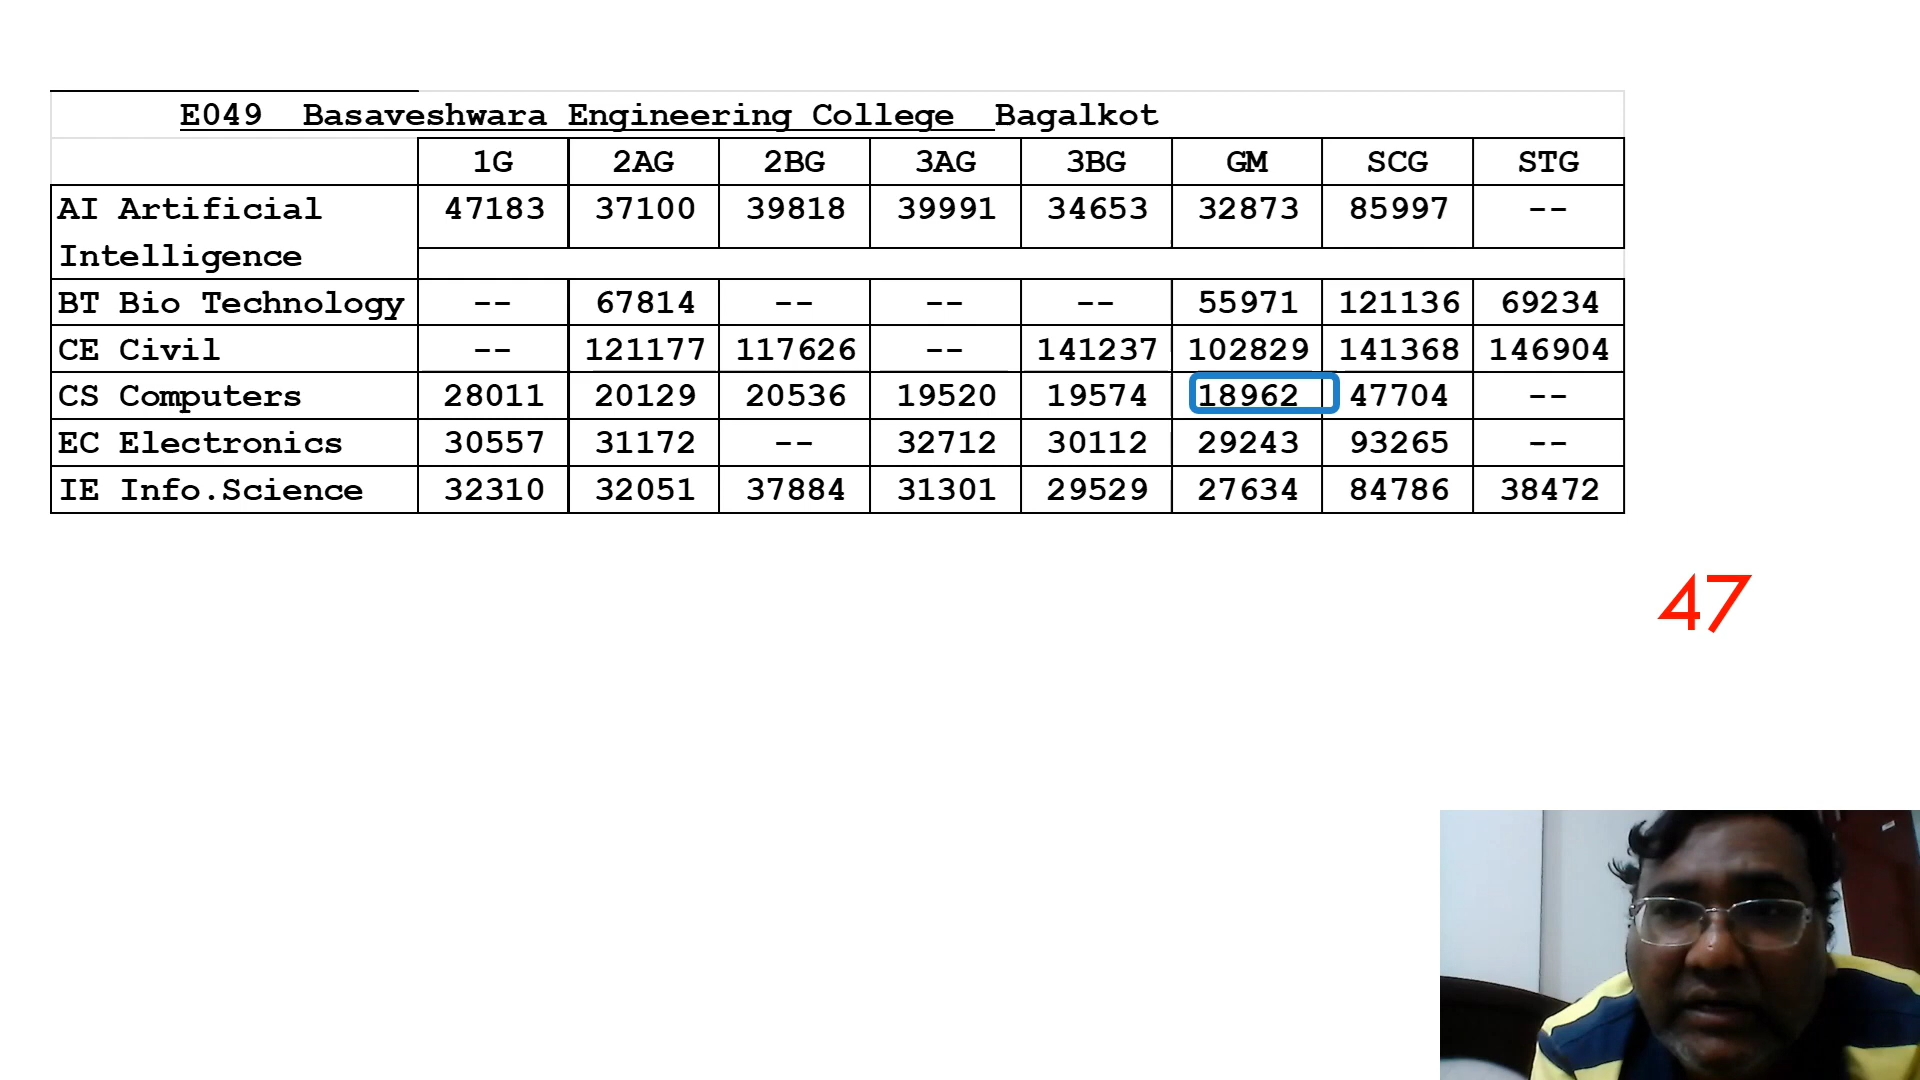 E049 Basaveshwara Engineering College Bagalkot
1G 2AG 2BG 3AG 3BG GM SCG STG
AI Artificial 47183 37100 39818 39991 34653 32873 85997 --
Intelligence
BT Bio Technology -- 67814 -- -- -- 55971 121136 69234
CE Civil -- 121177 117626 -- 141237 102829 141368 146904
CS Computers 28011 20129 20536 19520 19574 18962 47704 --
EC Electronics 30557 31172 -- 32712 30112 29243 93265 --
IE Info.Science 32310 32051 37884 31301 29529 27634 84786 38472
47